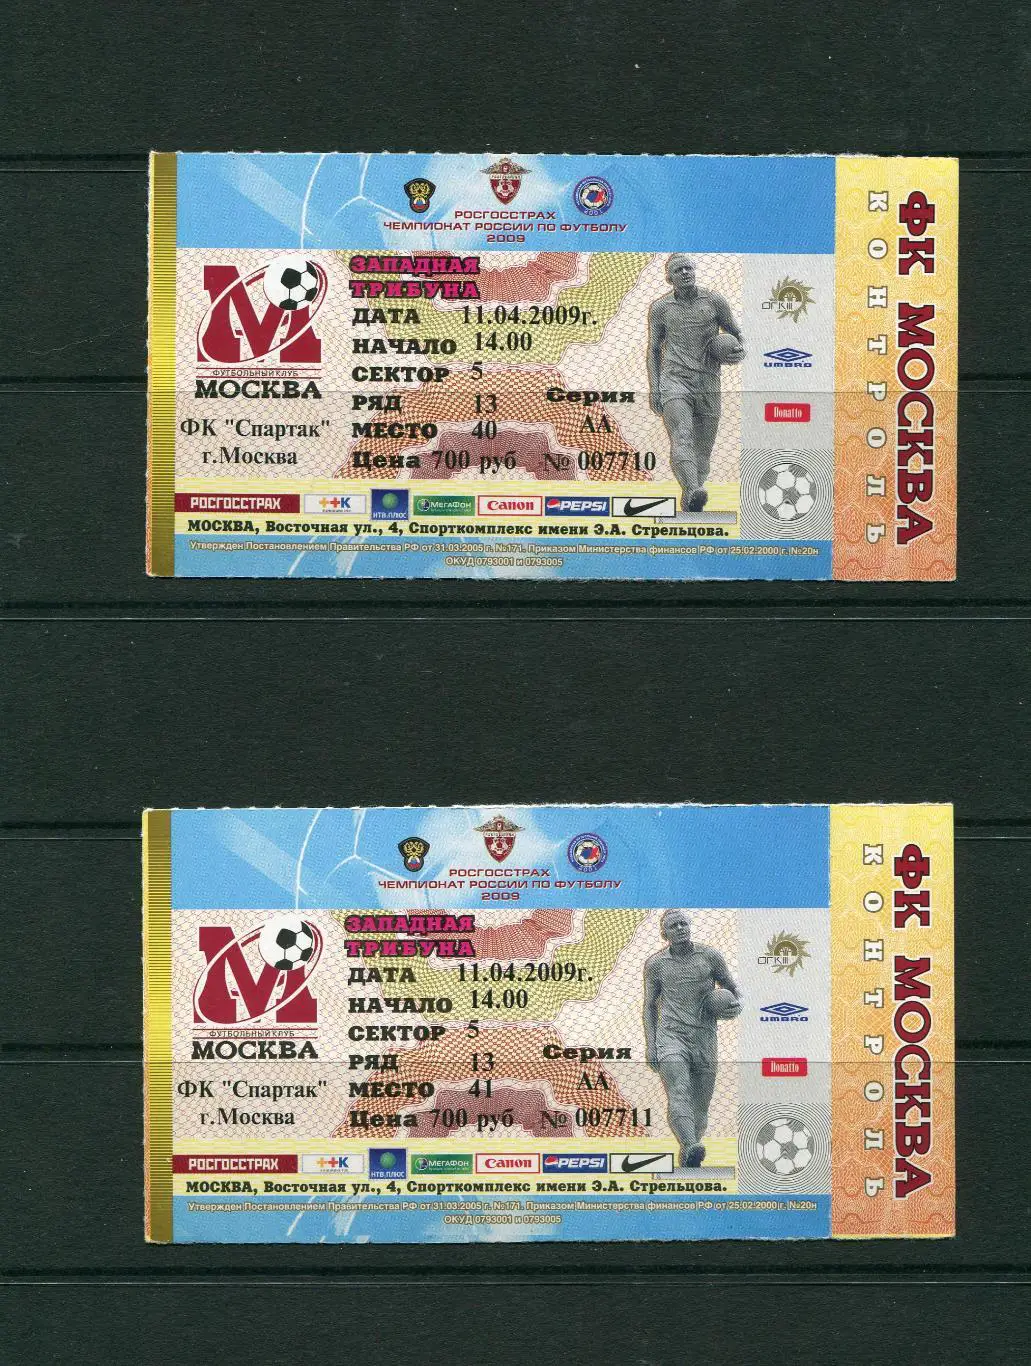 РОСГОССТРАХ
ЧЕМПИОНАТ РОССИИ ПО ФУТБОЛУ
2009
ЗАПАДНАЯ
ТРИБУНА
ДАТА 11.04.2009г.
НАЧАЛО 14.00
СЕКТОР 5
РЯД 13
МЕСТО 40
Цена 700 руб
Серия
АА
№ 007710
ФУТБОЛЬНЫЙ КЛУБ
МОСКВА
ФК "Спартак"
г.Москва
ОГК III
UMBRO
Donatto
РОСГОССТРАХ
++К
НТВ-ПЛЮС
МЕГАФОН
Canon
PEPSI
МОСКВА, Восточная ул., 4, Спорткомплекс имени Э.А. Стрельцова.
Утвержден Постановлением Правительства РФ от 31.03.2005 г. №171. Приказом Министерства финансов РФ от 25.02.2000 г. №20н
ОКУД 0793001 и 0793005
КОНТРОЛЬ
ФК МОСКВА
РОСГОССТРАХ
ЧЕМПИОНАТ РОССИИ ПО ФУТБОЛУ
2009
ЗАПАДНАЯ
ТРИБУНА
ДАТА 11.04.2009г.
НАЧАЛО 14.00
СЕКТОР 5
РЯД 13
МЕСТО 41
Цена 700 руб
Серия
АА
№ 007711
ФУТБОЛЬНЫЙ КЛУБ
МОСКВА
ФК "Спартак"
г.Москва
ОГК III
UMBRO
Donatto
РОСГОССТРАХ
++К
НТВ-ПЛЮС
МЕГАФОН
Canon
PEPSI
МОСКВА, Восточная ул., 4, Спорткомплекс имени Э.А. Стрельцова.
Утвержден Постановлением Правительства РФ от 31.03.2005 г. №171. Приказом Министерства финансов РФ от 25.02.2000 г. №20н
ОКУД 0793001 и 0793005
КОНТРОЛЬ
ФК МОСКВА